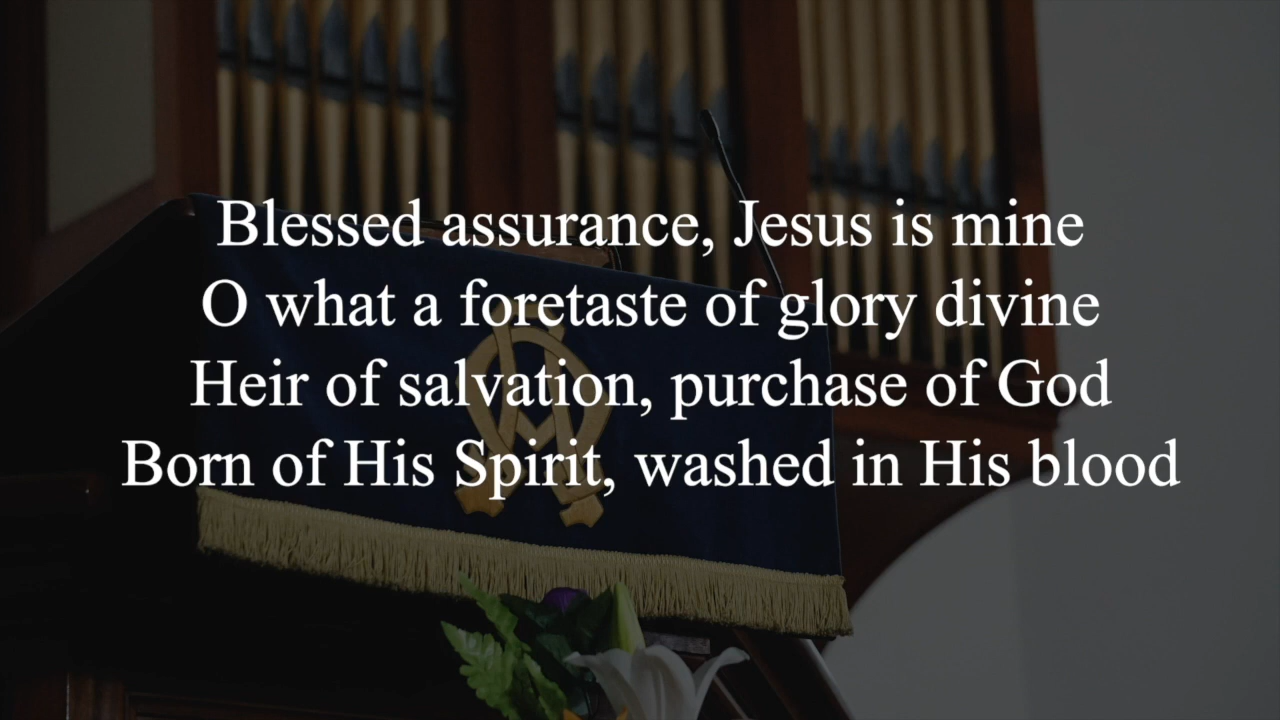 Blessed assurance, Jesus is mine
O what a foretaste of glory divine
Heir of salvation, purchase of God
Born of His Spirit, washed in His blood